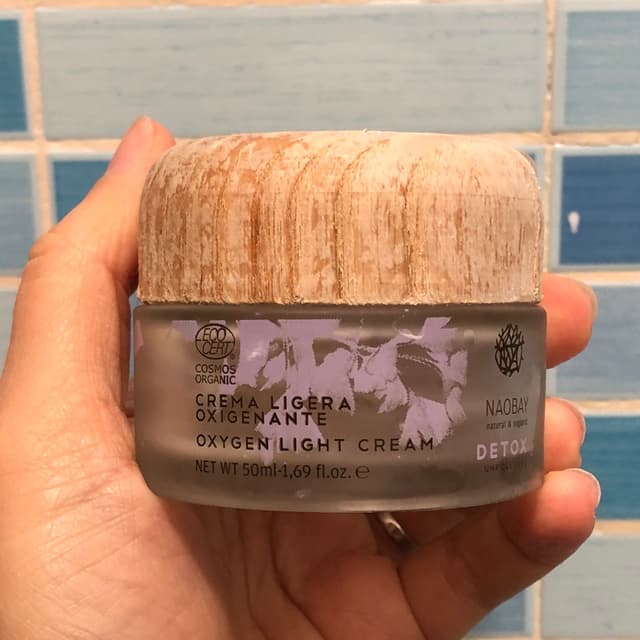 ECO
CERT
COSMOS
ORGANIC
CREMA LIGERA
OXIGENANTE
OXYGEN LIGHT CREAM
NET WT 50ml-1,69 fl.oz. ℮
NAOBAY
natural & organic
DETOX